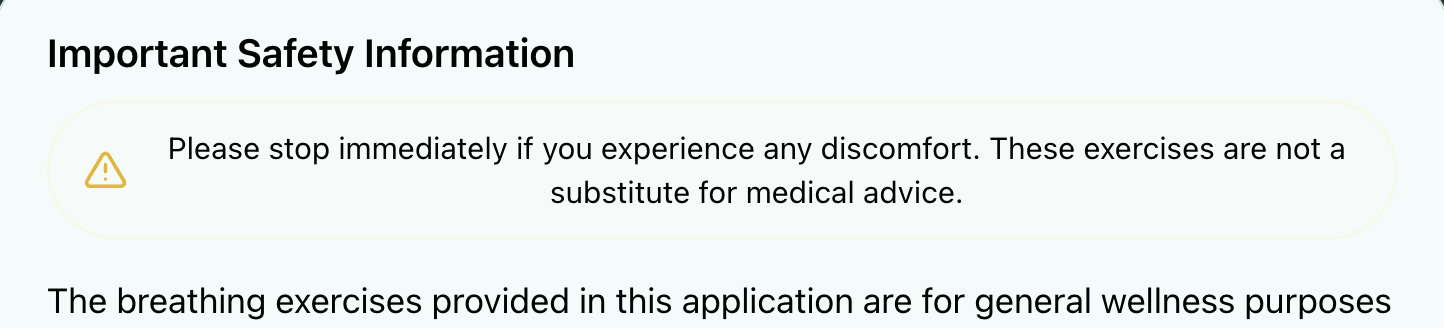 Important Safety Information
Please stop immediately if you experience any discomfort. These exercises are not a
substitute for medical advice.
The breathing exercises provided in this application are for general wellness purposes